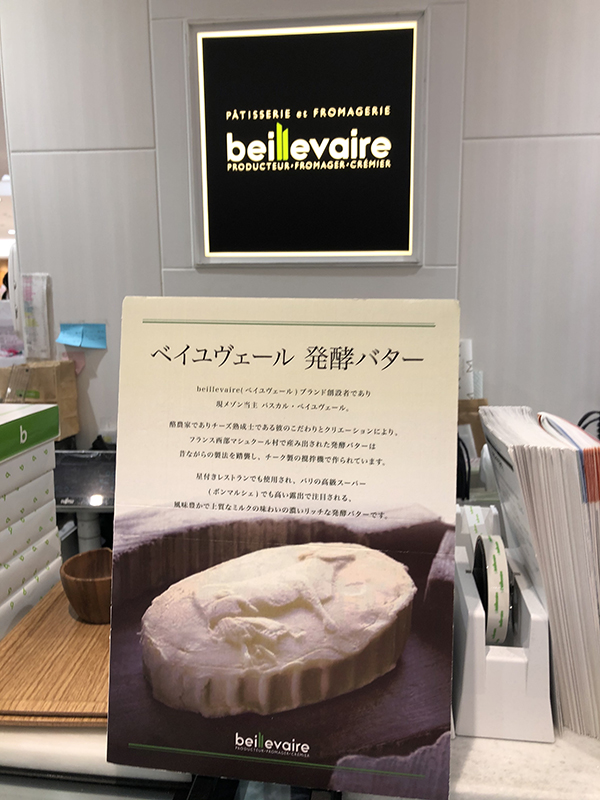 PÂTISSERIE et FROMAGERIE
beillevaire
PRODUCTEUR·FROMAGER·CRÉMIER
ベイユヴェール 発酵バター
beillevaire(ベイユヴェール)ブランド創設者であり
現メゾン当主 パスカル・ベイユヴェール。
酪農家でありチーズ熟成士である彼のこだわりとクリエーションにより、
フランス西部マシュクール村で産み出された発酵バターは
昔ながらの製法を踏襲し、チーク製の撹拌機で作られています。
星付きレストランでも使用され、パリの高級スーパー
(ボンマルシェ)でも高い露出で注目される、
風味豊かで上質なミルクの味わいの濃いリッチな発酵バターです。
beillevaire
PRODUCTEUR·FROMAGER·CRÉMIER
b
b